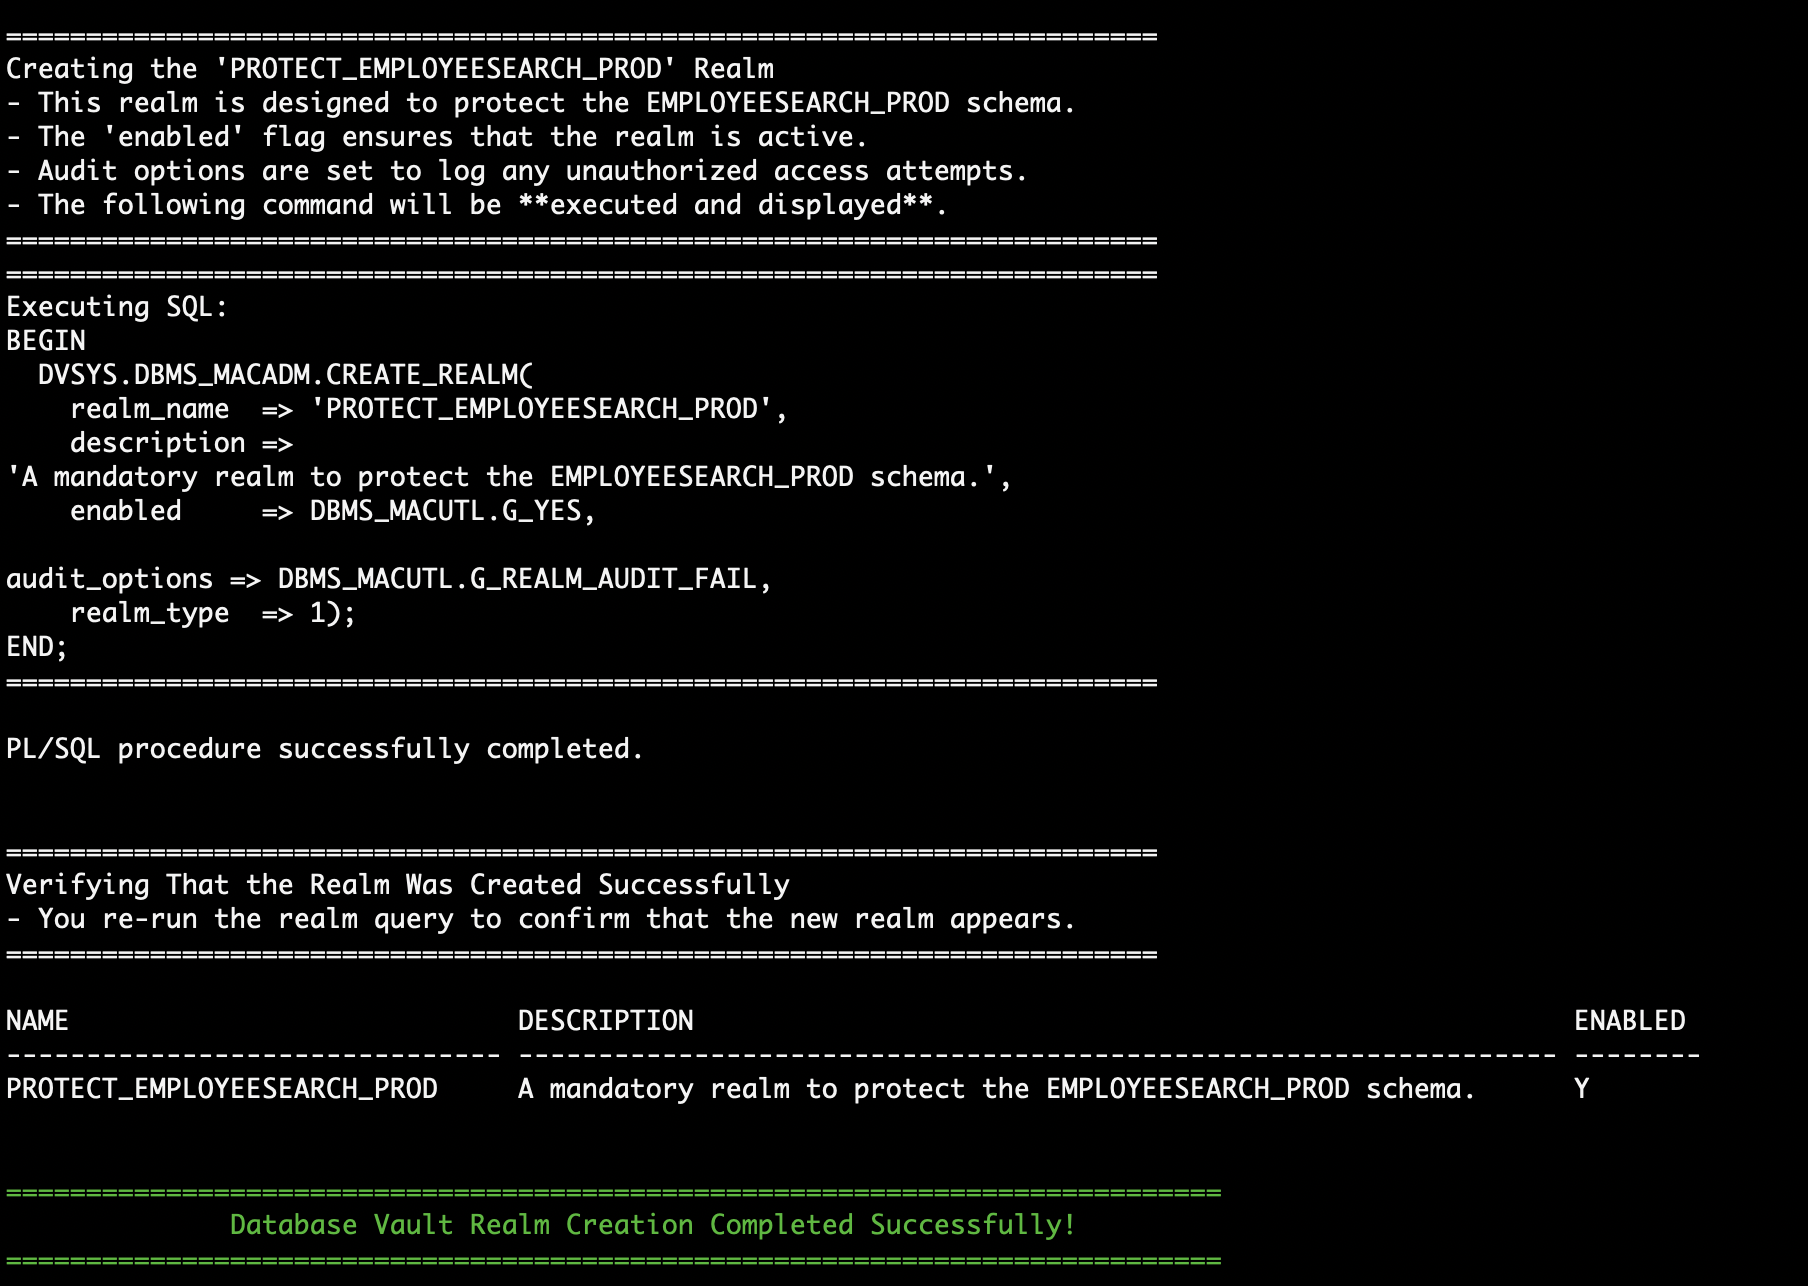 ========================================================================
Creating the 'PROTECT_EMPLOYEESEARCH_PROD' Realm
- This realm is designed to protect the EMPLOYEESEARCH_PROD schema.
- The 'enabled' flag ensures that the realm is active.
- Audit options are set to log any unauthorized access attempts.
- The following command will be **executed and displayed**.
========================================================================
========================================================================
Executing SQL:
BEGIN
  DVSYS.DBMS_MACADM.CREATE_REALM(
    realm_name  => 'PROTECT_EMPLOYEESEARCH_PROD',
    description =>
'A mandatory realm to protect the EMPLOYEESEARCH_PROD schema.',
    enabled     => DBMS_MACUTL.G_YES,

audit_options => DBMS_MACUTL.G_REALM_AUDIT_FAIL,
    realm_type  => 1);
END;
========================================================================

PL/SQL procedure successfully completed.


========================================================================
Verifying That the Realm Was Created Successfully
- You re-run the realm query to confirm that the new realm appears.
========================================================================

NAME                            DESCRIPTION                                                       ENABLED
------------------------------- ----------------------------------------------------------------- --------
PROTECT_EMPLOYEESEARCH_PROD     A mandatory realm to protect the EMPLOYEESEARCH_PROD schema.      Y


============================================================================
              Database Vault Realm Creation Completed Successfully!
============================================================================